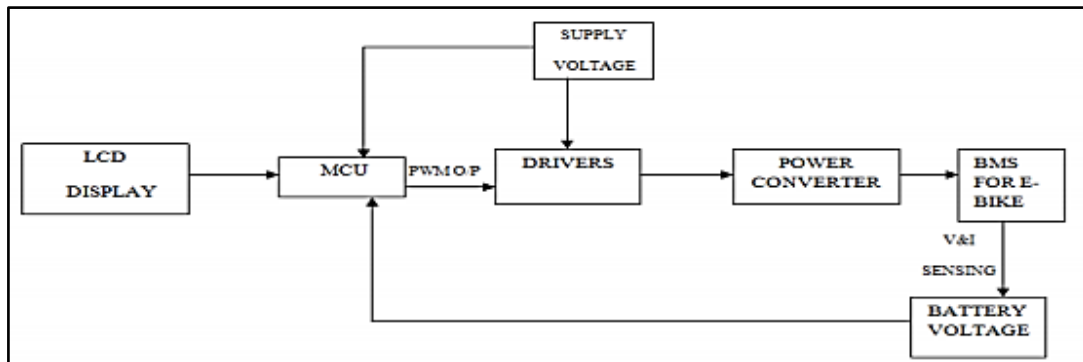 SUPPLY
VOLTAGE
LCD
DISPLAY
MCU
PWM O/P
DRIVERS
POWER
CONVERTER
BMS
FOR E-
BIKE
V&I
SENSING
BATTERY
VOLTAGE